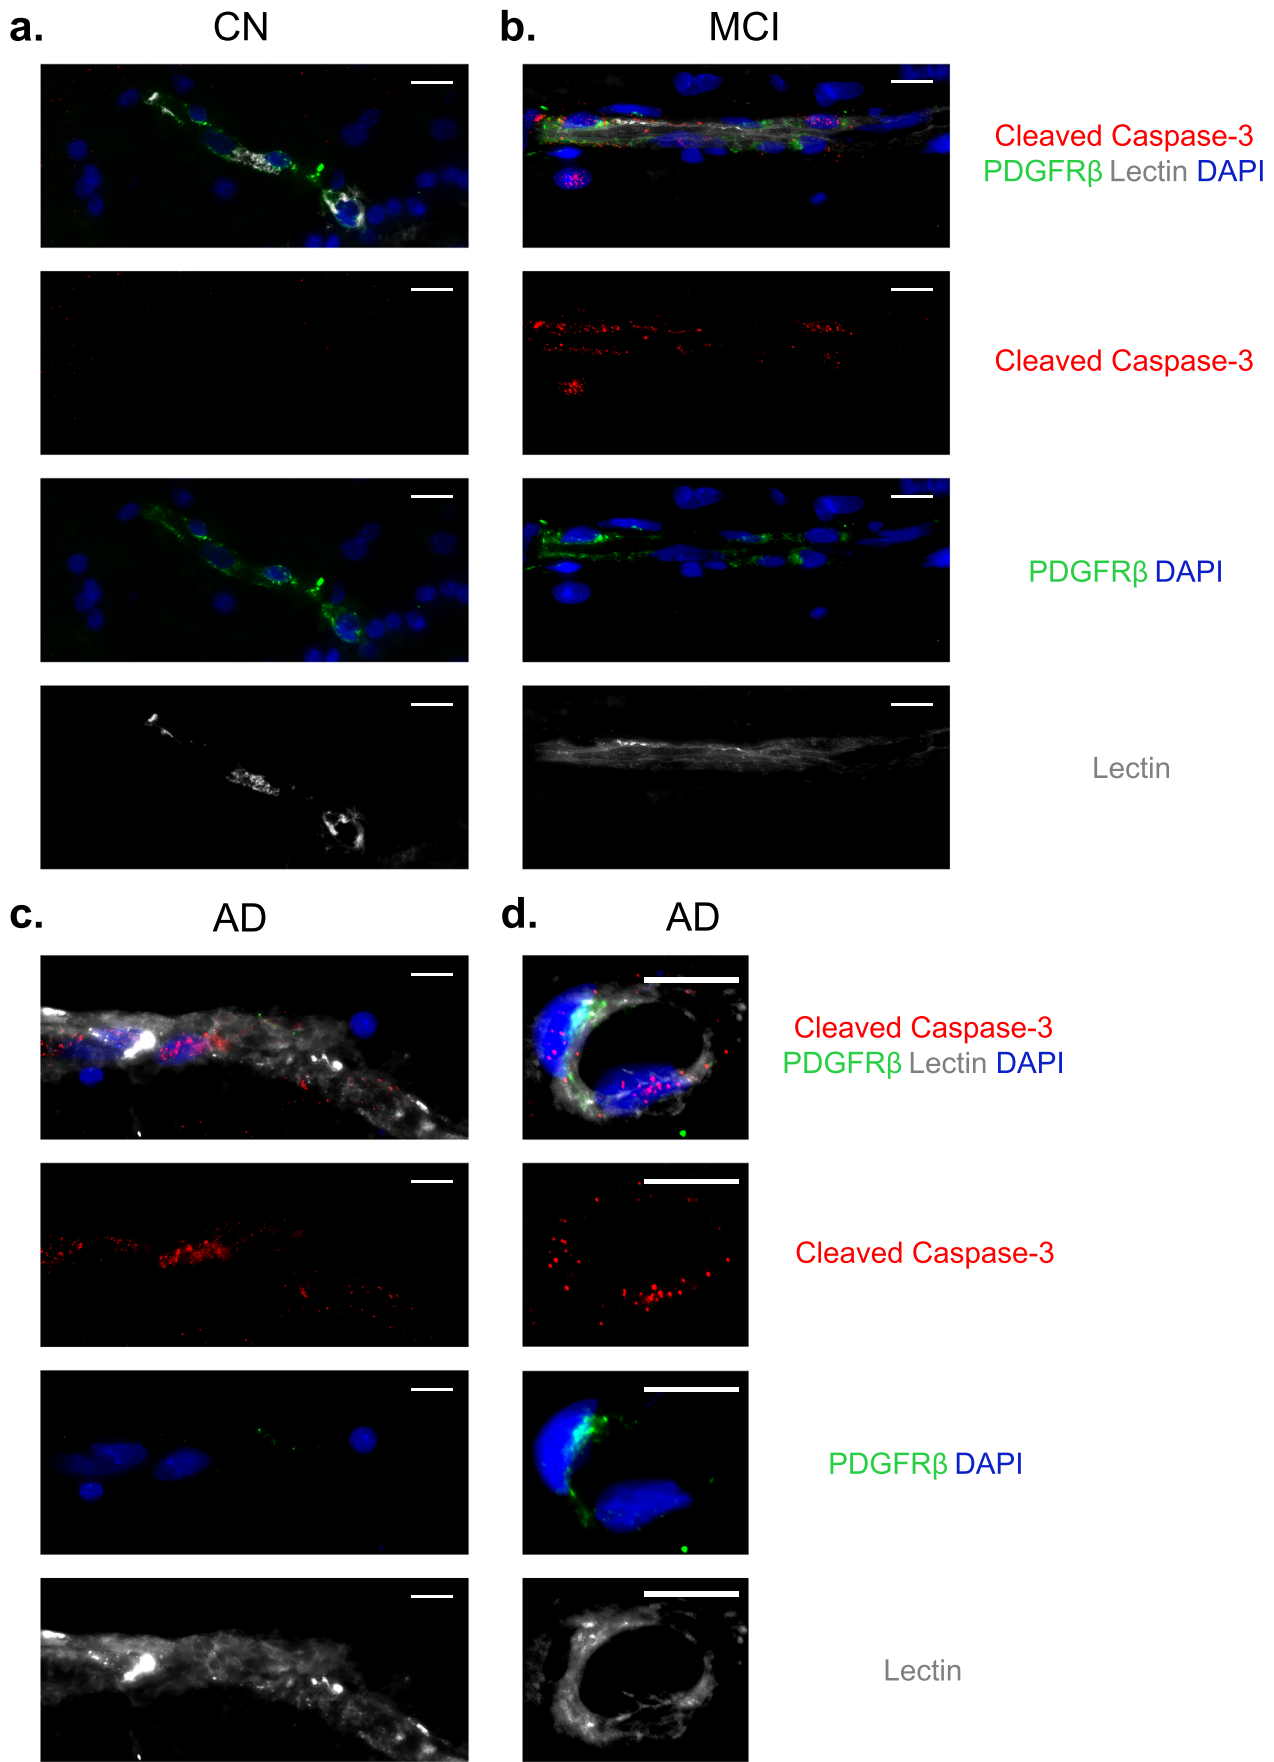 a. CN
b. MCI
Cleaved Caspase-3
PDGFRβ Lectin DAPI
Cleaved Caspase-3
PDGFRβ DAPI
Lectin
c. AD
d. AD
Cleaved Caspase-3
PDGFRβ Lectin DAPI
Cleaved Caspase-3
PDGFRβ DAPI
Lectin